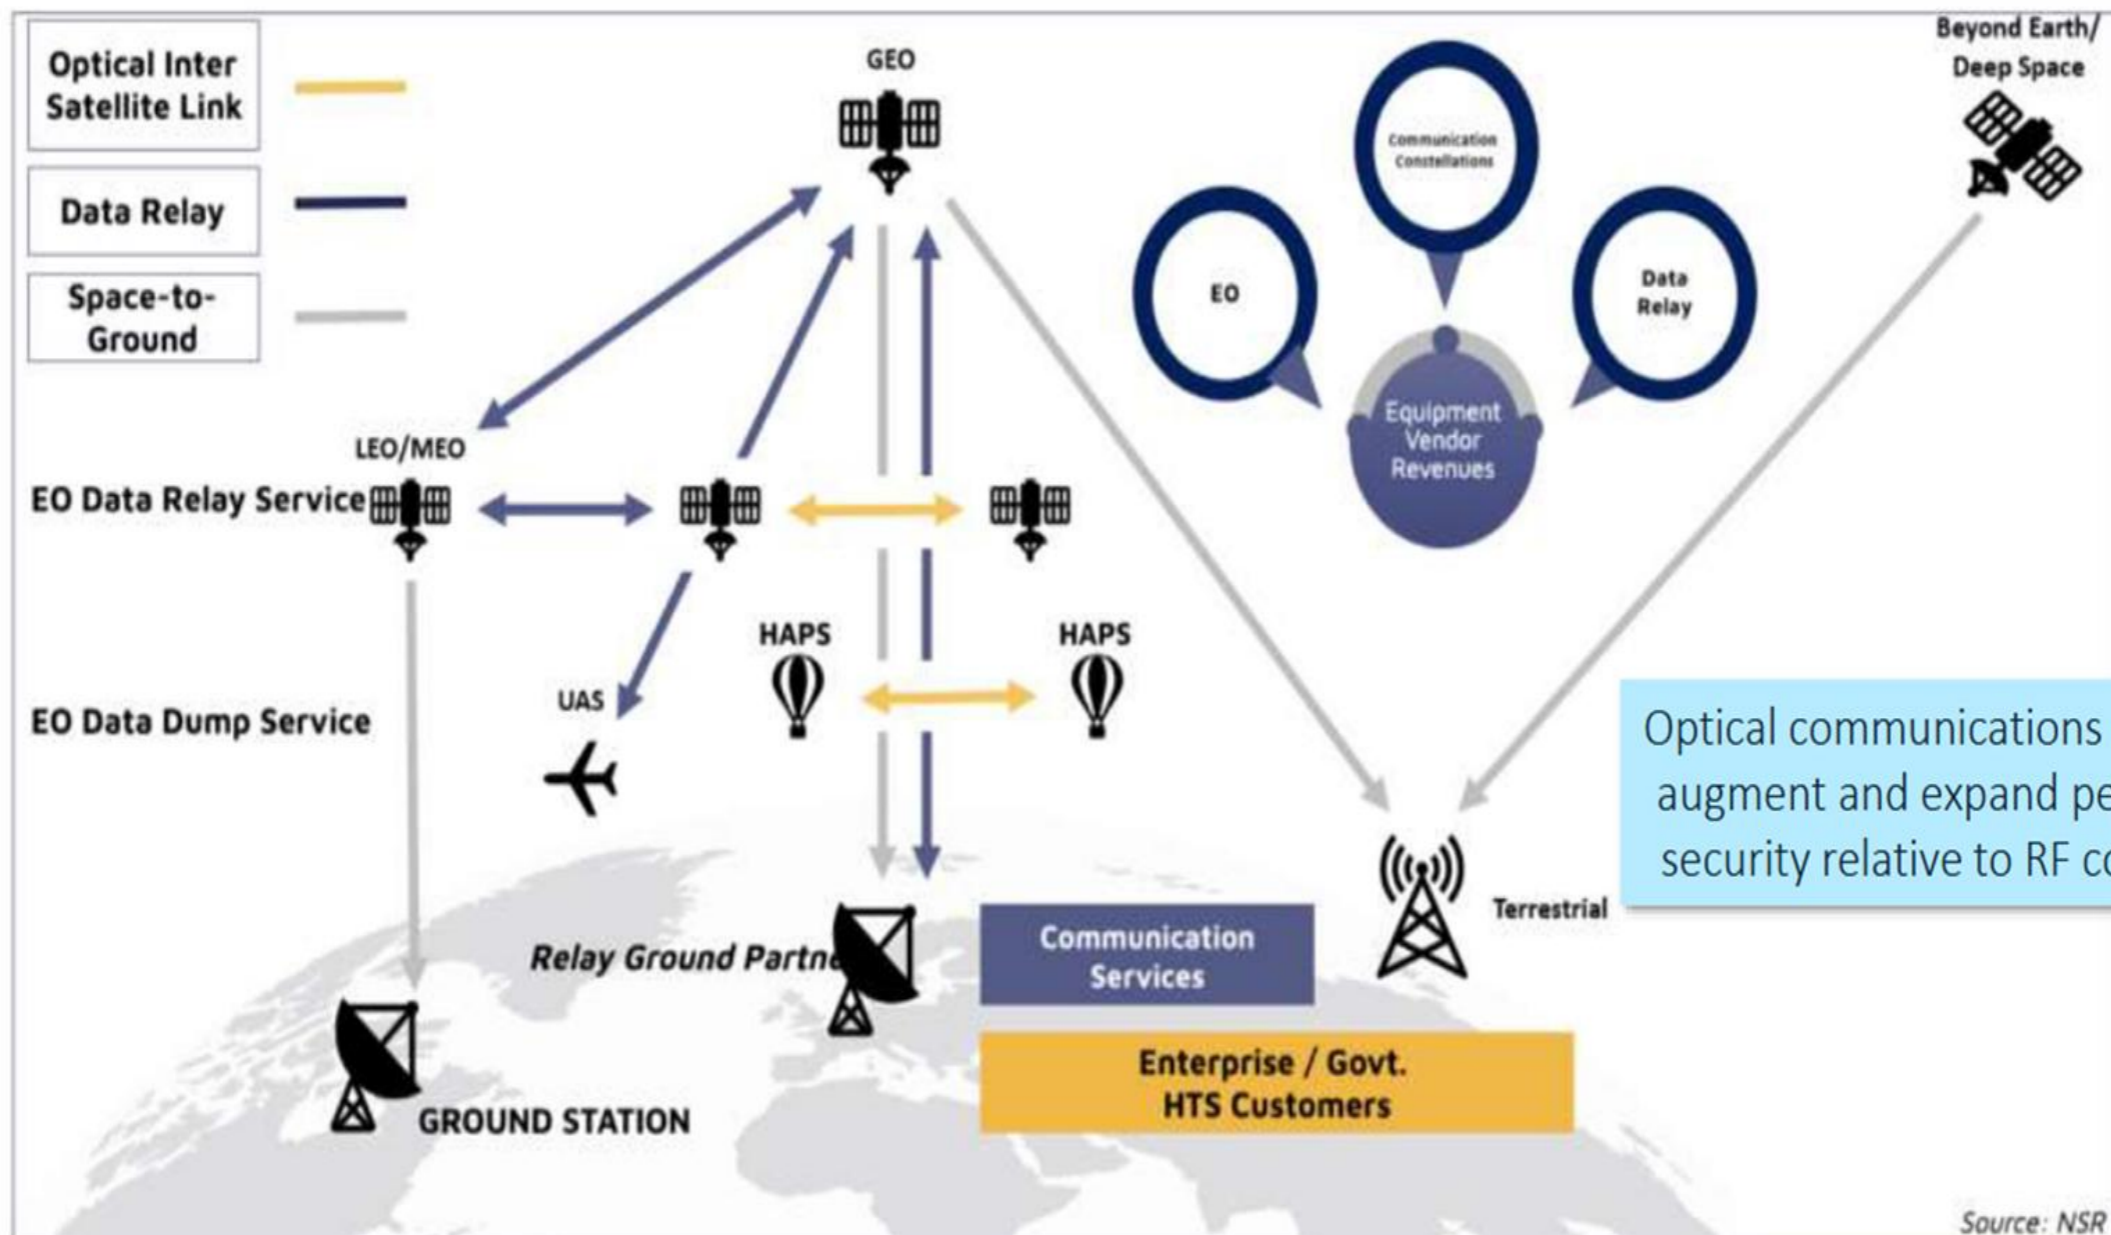 Optical Inter
Satellite Link
Data Relay
Space-to-
Ground
GEO
Beyond Earth/
Deep Space
Communication
Constellations
EO
Data
Relay
Equipment
Vendor
Revenues
LEO/MEO
EO Data Relay Service
HAPS
HAPS
UAS
EO Data Dump Service
Optical communications
augment and expand pe
security relative to RF co
Terrestrial
Relay Ground Partne
Communication
Services
Enterprise / Govt.
HTS Customers
GROUND STATION
Source: NSR